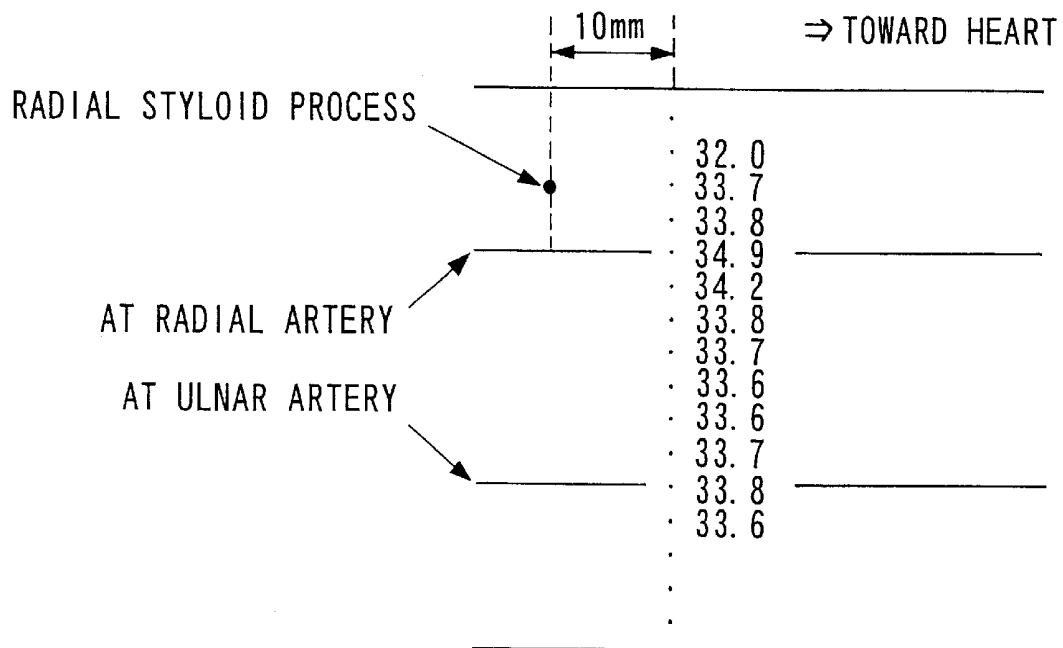 10mm
⇒ TOWARD HEART
RADIAL STYLOID PROCESS
32.0
33.7
33.8
34.9
34.2
AT RADIAL ARTERY
33.8
33.7
33.6
AT ULNAR ARTERY
33.6
33.7
33.8
33.6